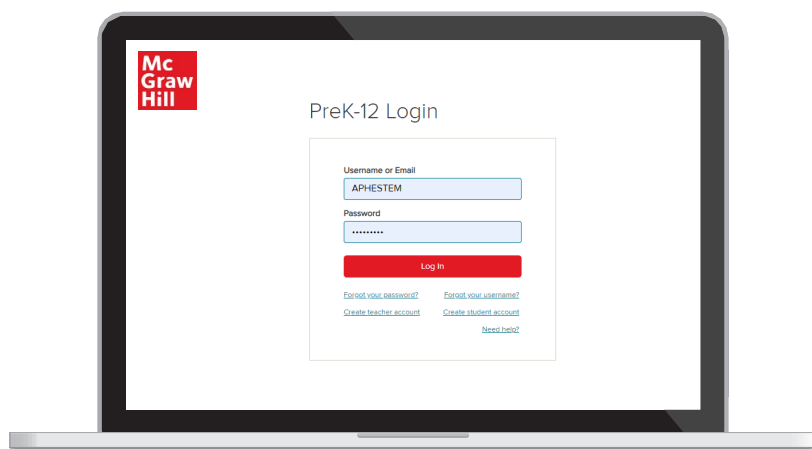 Mc
Graw
Hill
PreK-12 Login
Username or Email
APHESTEM
Password
•••••••••
Log In
Forgot your password? Forgot your username?
Create teacher account Create student account
Need help?